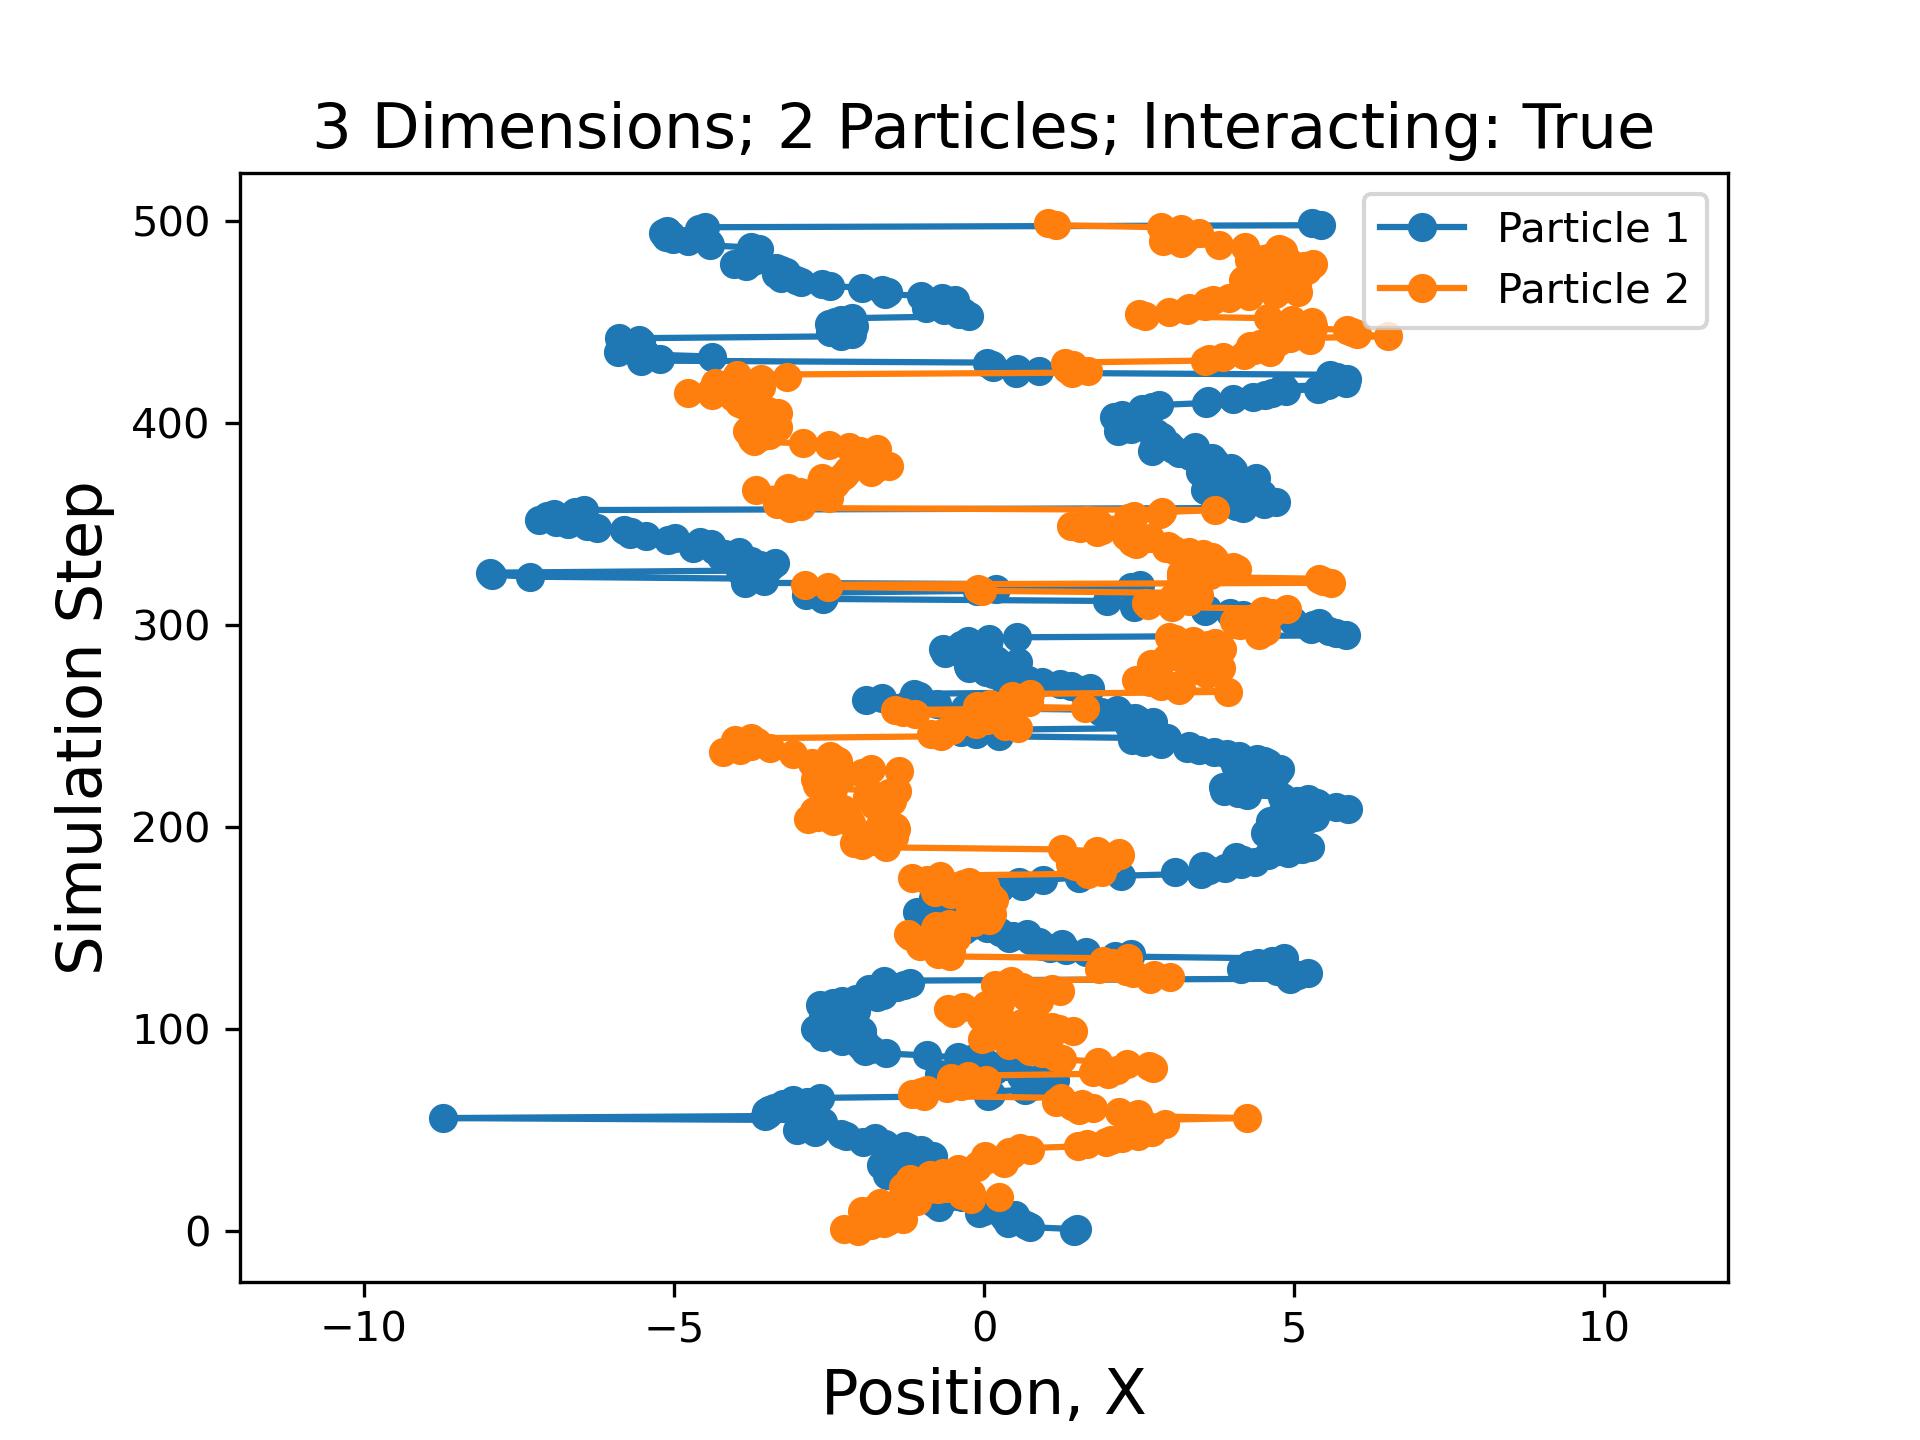 3 Dimensions; 2 Particles; Interacting: True
Particle 1
Particle 2
Simulation Step
500
400
300
200
100
0
−10
−5
0
5
10
Position, X